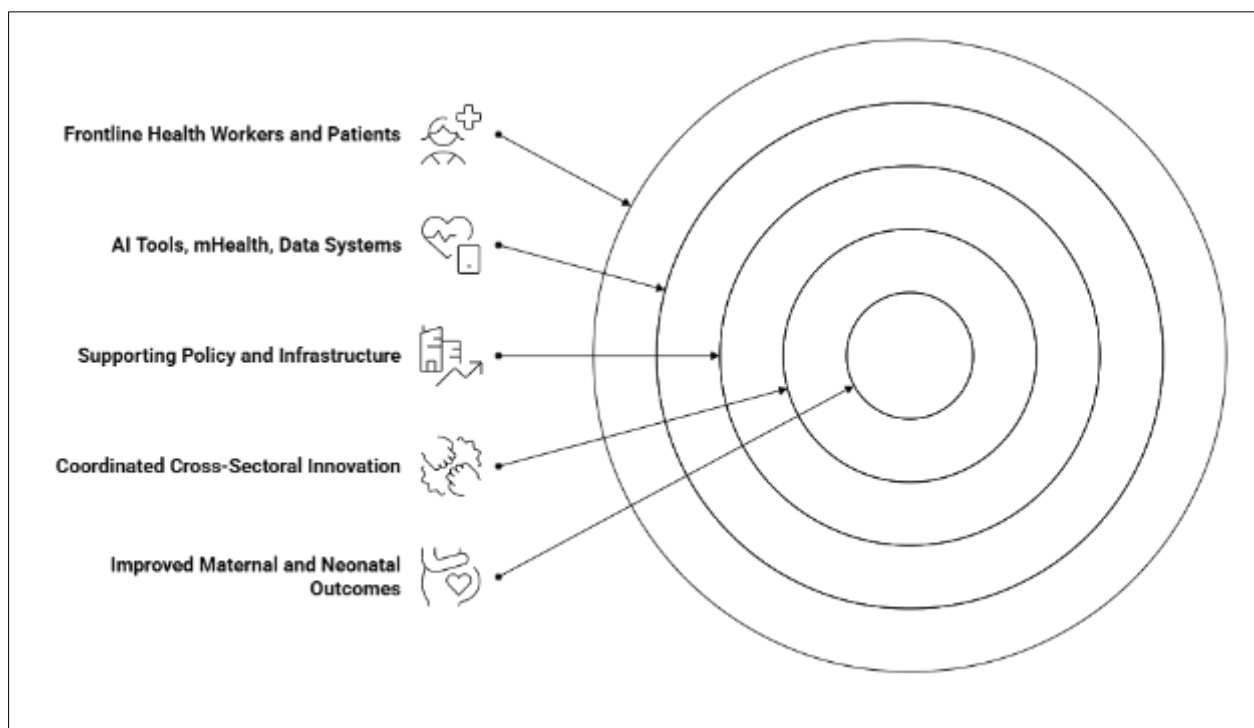 Frontline Health Workers and Patients
AI Tools, mHealth, Data Systems
Supporting Policy and Infrastructure
Coordinated Cross-Sectoral Innovation
Improved Maternal and Neonatal
Outcomes